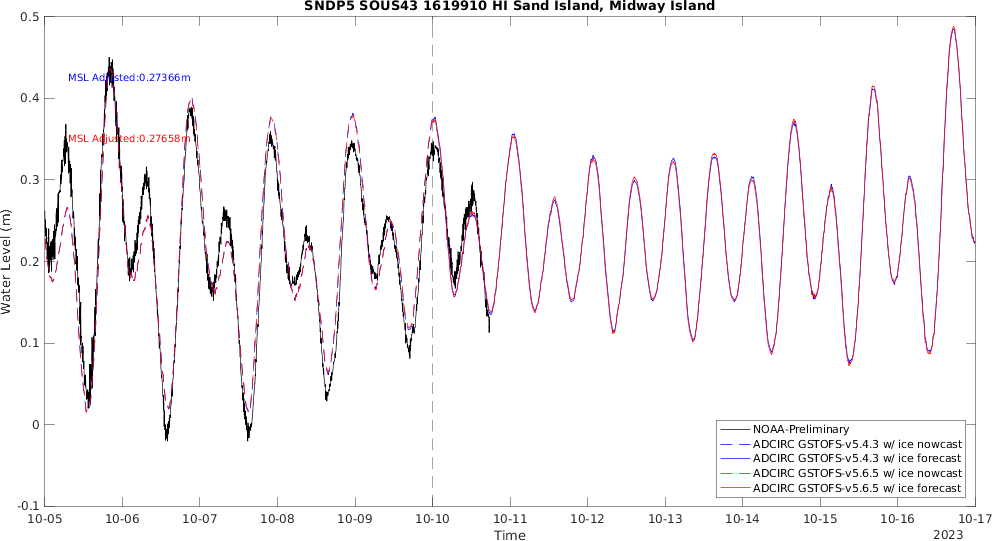 SNDP5 SOUS43 1619910 HI Sand Island, Midway Island
0.5
0.4
0.3
0.2
0.1
0
-0.1
Water Level (m)
MSL Adjusted:0.27366m
MSL Adjusted:0.27658m
NOAA-Preliminary
ADCIRC GSTOFS-v5.4.3 w/ ice nowcast
ADCIRC GSTOFS-v5.4.3 w/ ice forecast
ADCIRC GSTOFS-v5.6.5 w/ ice nowcast
ADCIRC GSTOFS-v5.6.5 w/ ice forecast
10-05 10-06 10-07 10-08 10-09 10-10 10-11 10-12 10-13 10-14 10-15 10-16 10-17
Time
2023